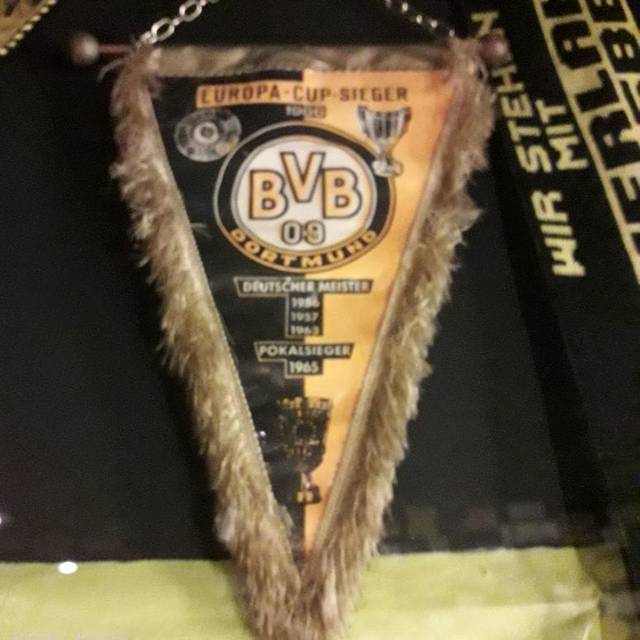 EUROPA-CUP-SIEGER
BVB
09
DORTMUND
DEUTSCHER MEISTER
1956
1957
1963
POKALSIEGER
1965
WIR STEHEN
MIT